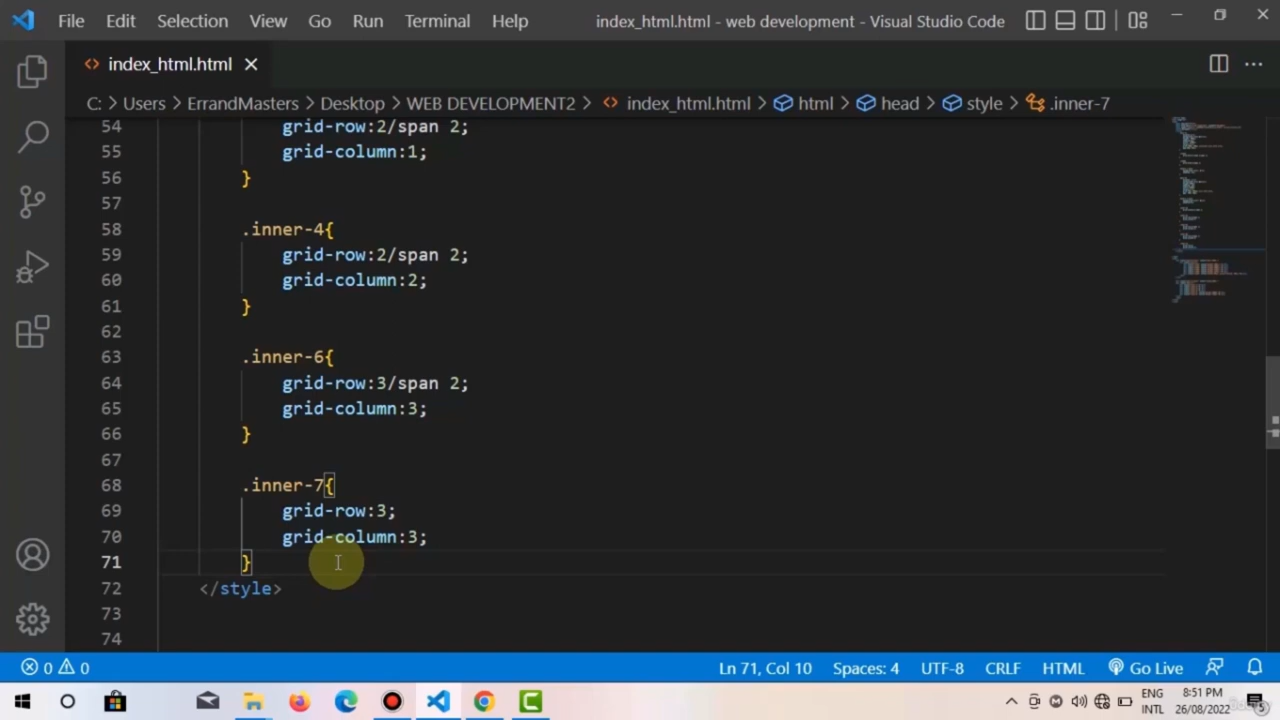 File Edit Selection View Go Run Terminal Help index_html.html - web development - Visual Studio Code
index_html.html
C: > Users > ErrandMasters > Desktop > WEB DEVELOPMENT2 > index_html.html > html > head > style > .inner-7
54 grid-row:2/span 2;
55 grid-column:1;
56 }
57
58 .inner-4{
59 grid-row:2/span 2;
60 grid-column:2;
61 }
62
63 .inner-6{
64 grid-row:3/span 2;
65 grid-column:3;
66 }
67
68 .inner-7{
69 grid-row:3;
70 grid-column:3;
71 }
72 </style>
73
74
0 0 Ln 71, Col 10 Spaces: 4 UTF-8 CRLF HTML Go Live
ENG 8:51 PM
INTL 26/08/2022 5